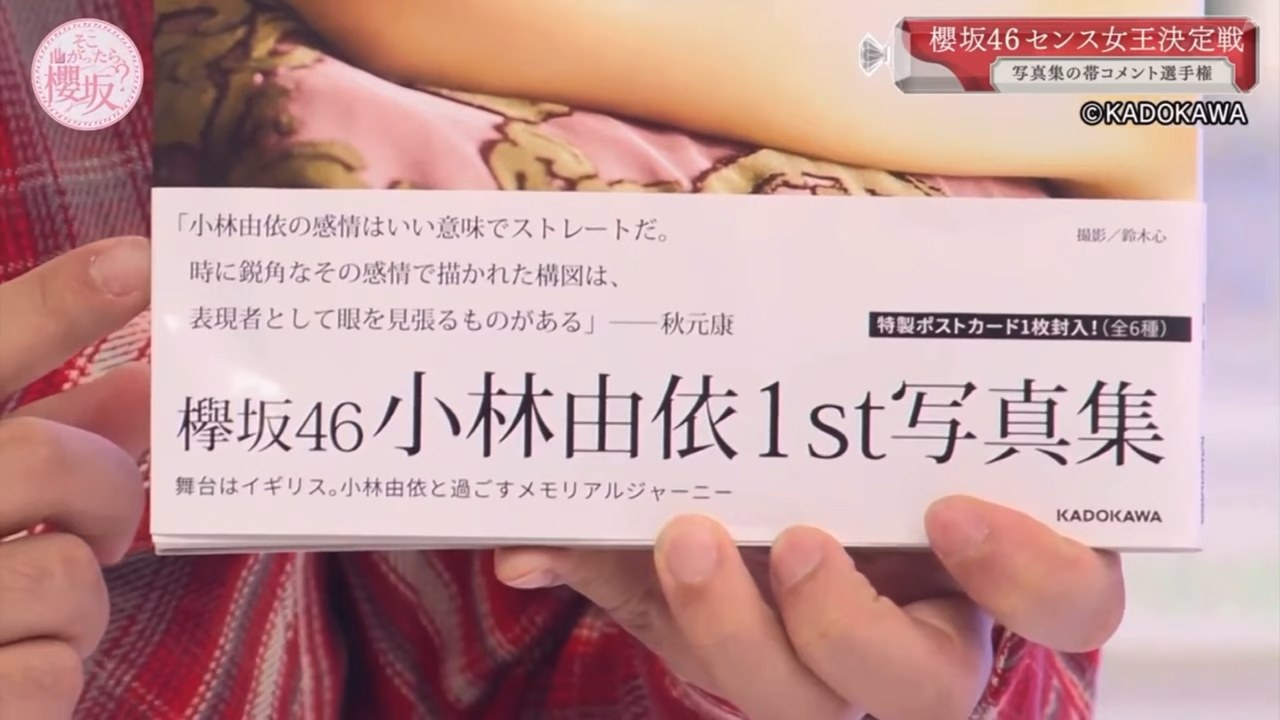 そこ
曲がったら、
櫻坂?
櫻坂46センス女王決定戦
写真集の帯コメント選手権
©KADOKAWA
「小林由依の感情はいい意味でストレートだ。
時に鋭角なその感情で描かれた構図は、
表現者として眼を見張るものがある」——秋元康
撮影／鈴木心
特製ポストカード1枚封入!(全6種)
欅坂46小林由依1st写真集
舞台はイギリス。小林由依と過ごすメモリアルジャーニー
KADOKAWA